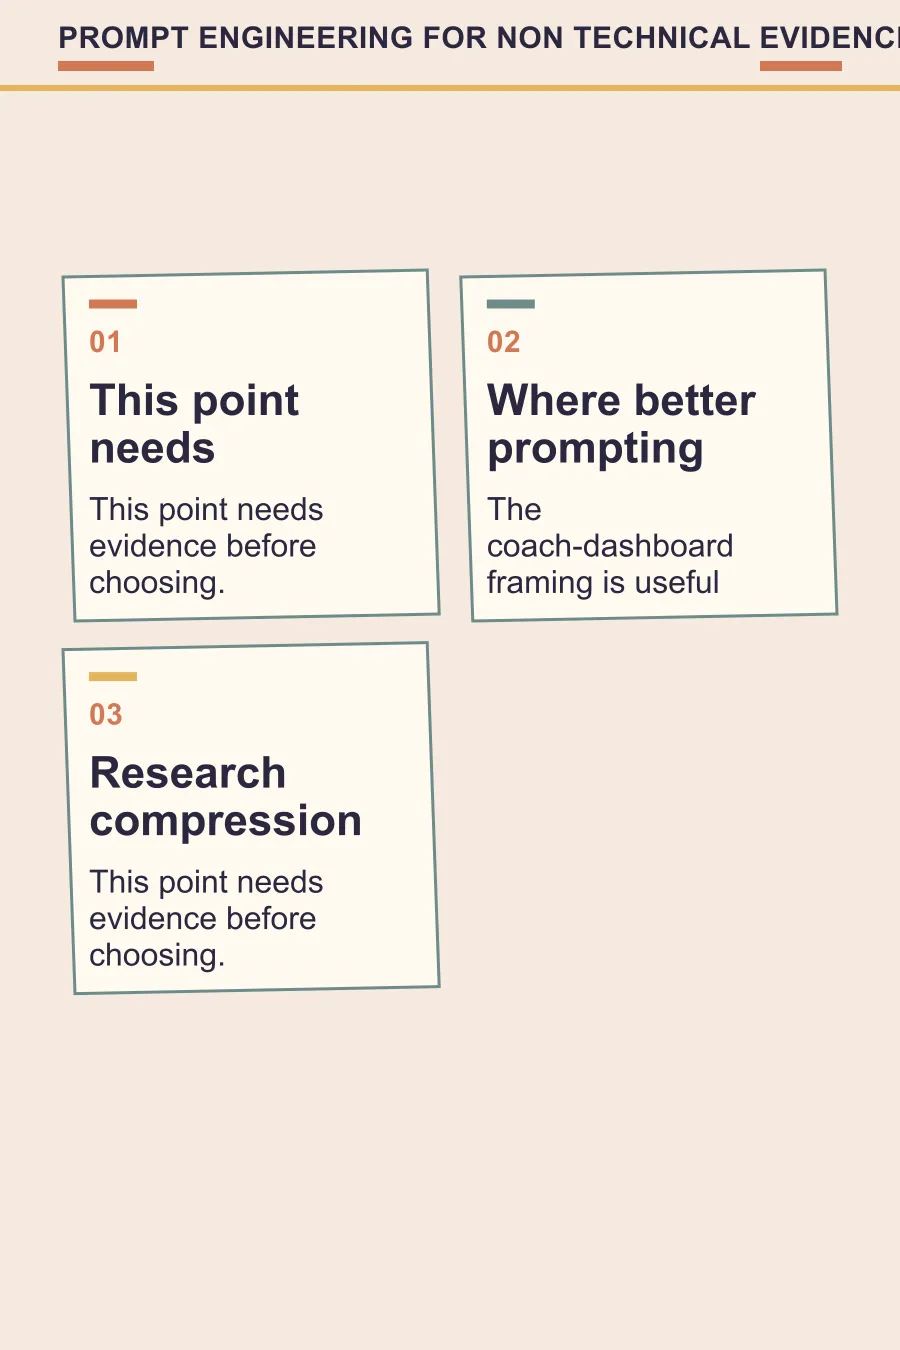 PROMPT ENGINEERING FOR NON TECHNICAL EVIDENC
01
This point
needs
This point needs
evidence before
choosing.
02
Where better
prompting
The
coach-dashboard
framing is useful
03
Research
compression
This point needs
evidence before
choosing.